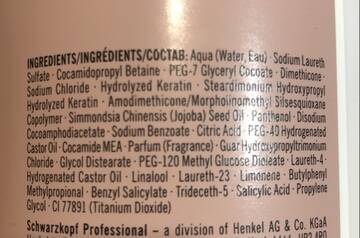 INGREDIENTS/INGRÉDIENTS/СОСТАВ: Aqua (Water, Eau) · Sodium Laureth
Sulfate · Cocamidopropyl Betaine · PEG-7 Glyceryl Cocoate · Dimethicone ·
Sodium Chloride · Hydrolyzed Keratin · Steardimonium Hydroxypropyl
Hydrolyzed Keratin · Amodimethicone/Morpholinomethyl Silsesquioxane
Copolymer · Simmondsia Chinensis (Jojoba) Seed Oil · Panthenol · Disodium
Cocoamphodiacetate · Sodium Benzoate · Citric Acid · PEG-40 Hydrogenated
Castor Oil · Cocamide MEA · Parfum (Fragrance) · Guar Hydroxypropyltrimonium
Chloride · Glycol Distearate · PEG-120 Methyl Glucose Dioleate · Laureth-4 ·
Hydrogenated Castor Oil · Linalool · Laureth-23 · Limonene · Butylphenyl
Methylpropional · Benzyl Salicylate · Trideceth-5 · Salicylic Acid · Propylene
Glycol · CI 77891 (Titanium Dioxide)
Schwarzkopf Professional – a division of Henkel AG & Co. KGaA